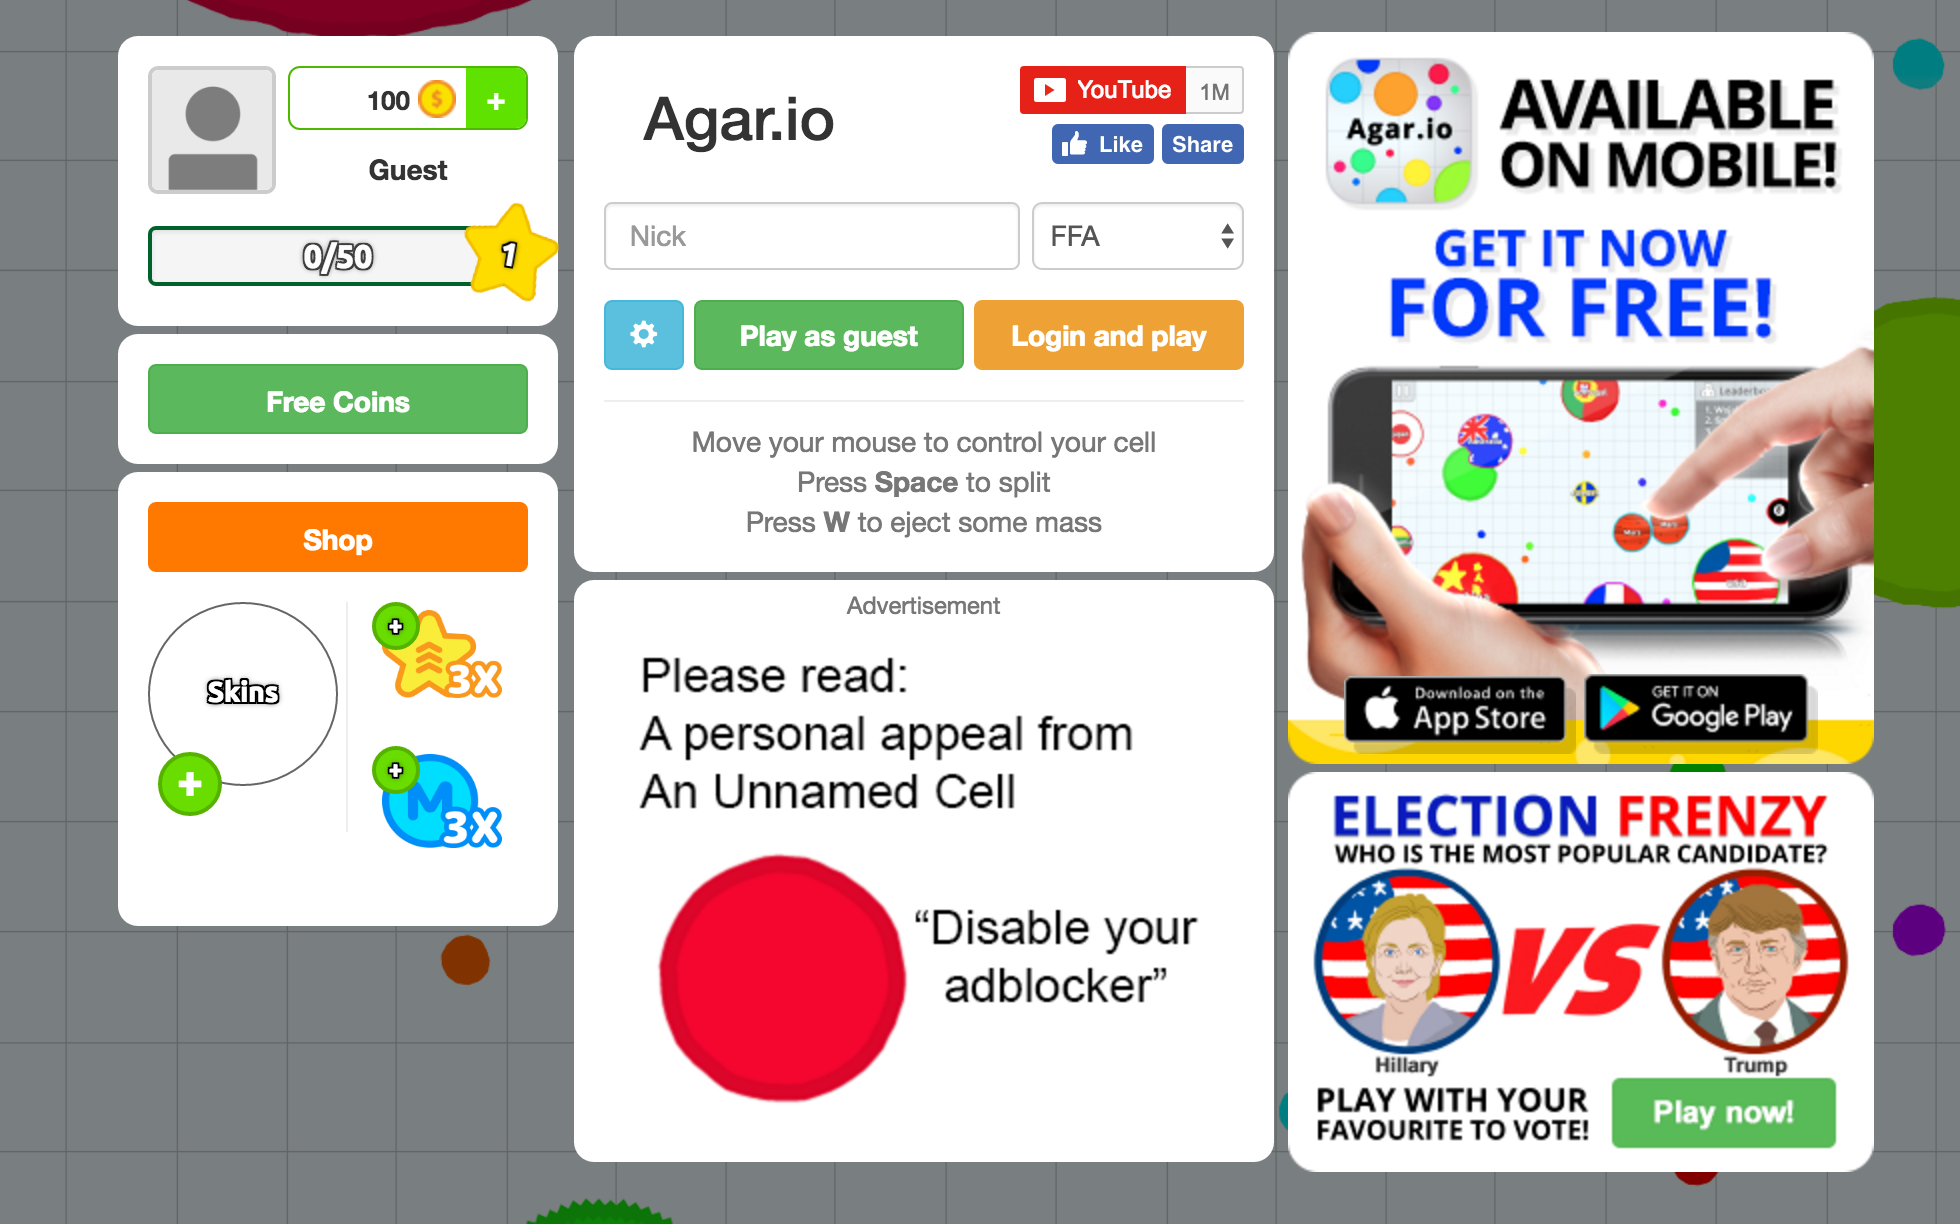 100
+
Guest
0/50
1
Free Coins
Shop
Skins
3X
M
3X
Agar.io
YouTube
1M
Like
Share
Nick
FFA
Play as guest
Login and play
Move your mouse to control your cell
Press Space to split
Press W to eject some mass
Advertisement
Please read:
A personal appeal from
An Unnamed Cell
“Disable your
adblocker”
Agar.io
AVAILABLE
ON MOBILE!
GET IT NOW
FOR FREE!
Download on the
App Store
GET IT ON
Google Play
ELECTION FRENZY
WHO IS THE MOST POPULAR CANDIDATE?
VS
Hillary
Trump
PLAY WITH YOUR
FAVOURITE TO VOTE!
Play now!